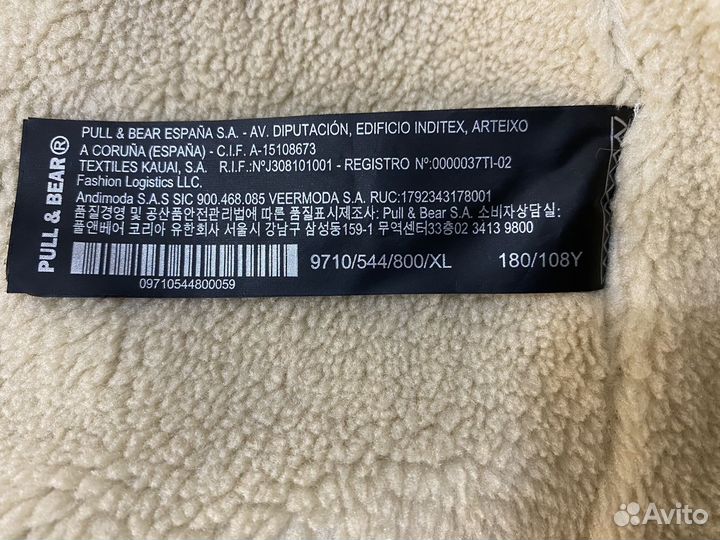 PULL & BEAR®
PULL & BEAR ESPAÑA S.A. - AV. DIPUTACIÓN, EDIFICIO INDITEX, ARTEIXO
A CORUÑA (ESPAÑA) - C.I.F. A-15108673
TEXTILES KAUAI, S.A. R.I.F.:NºJ308101001 - REGISTRO Nº:0000037TI-02
Fashion Logistics LLC.
Andimoda S.A.S SIC 900.468.085 VEERMODA S.A. RUC:1792343178001
품질경영 및 공산품안전관리법에 따른 품질표시제조사: Pull & Bear S.A. 소비자상담실:
풀앤베어 코리아 유한회사 서울시 강남구 삼성동159-1 무역센터33층02 3413 9800
9710/544/800/XL 180/108Y
09710544800059
Avito